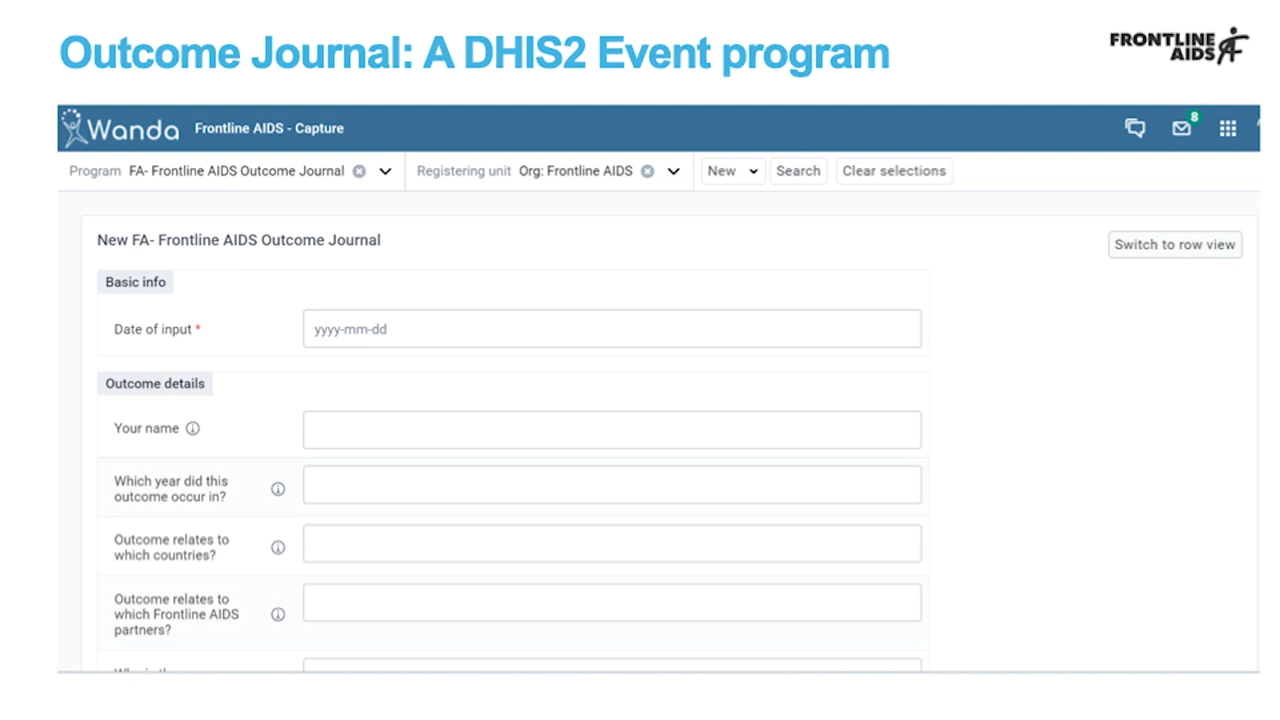 Outcome Journal: A DHIS2 Event program
FRONTLINE
AIDS
Wanda Frontline AIDS - Capture
8
Program FA- Frontline AIDS Outcome Journal Registering unit Org: Frontline AIDS New Search Clear selections
New FA- Frontline AIDS Outcome Journal
Switch to row view
Basic info
Date of input * yyyy-mm-dd
Outcome details
Your name
Which year did this
outcome occur in?
Outcome relates to
which countries?
Outcome relates to
which Frontline AIDS
partners?